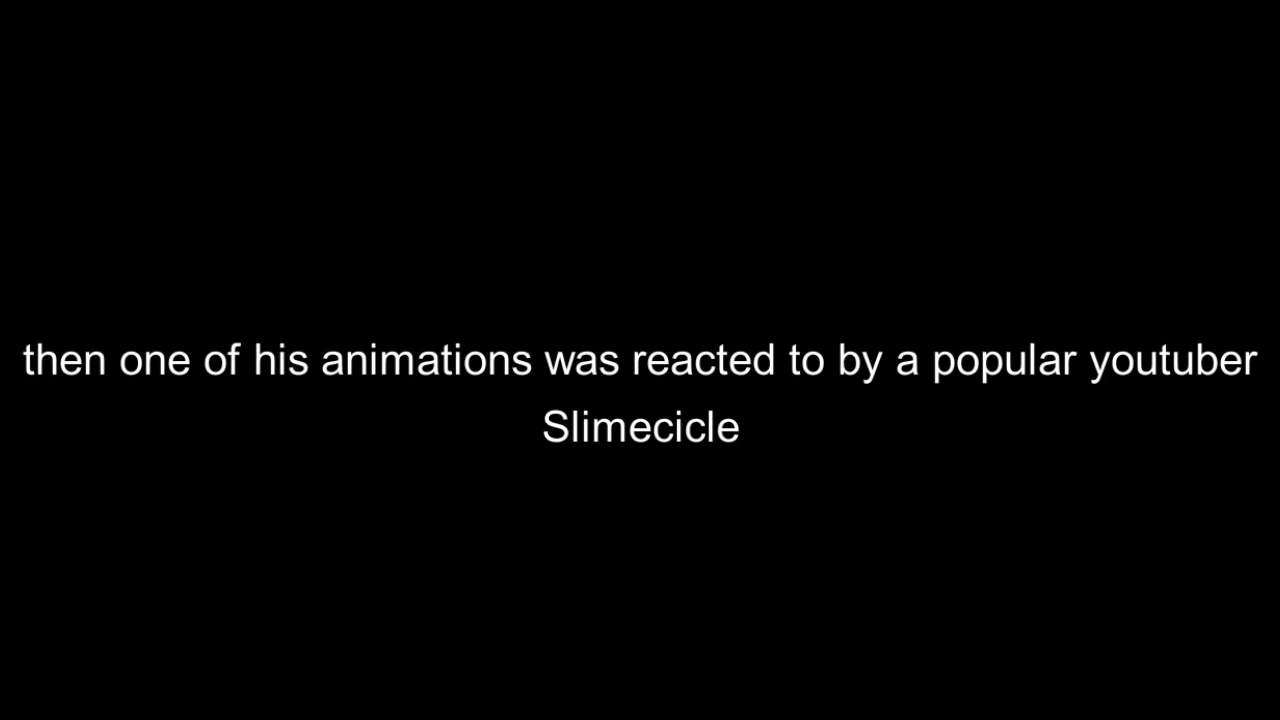 then one of his animations was reacted to by a popular youtuber
Slimecicle